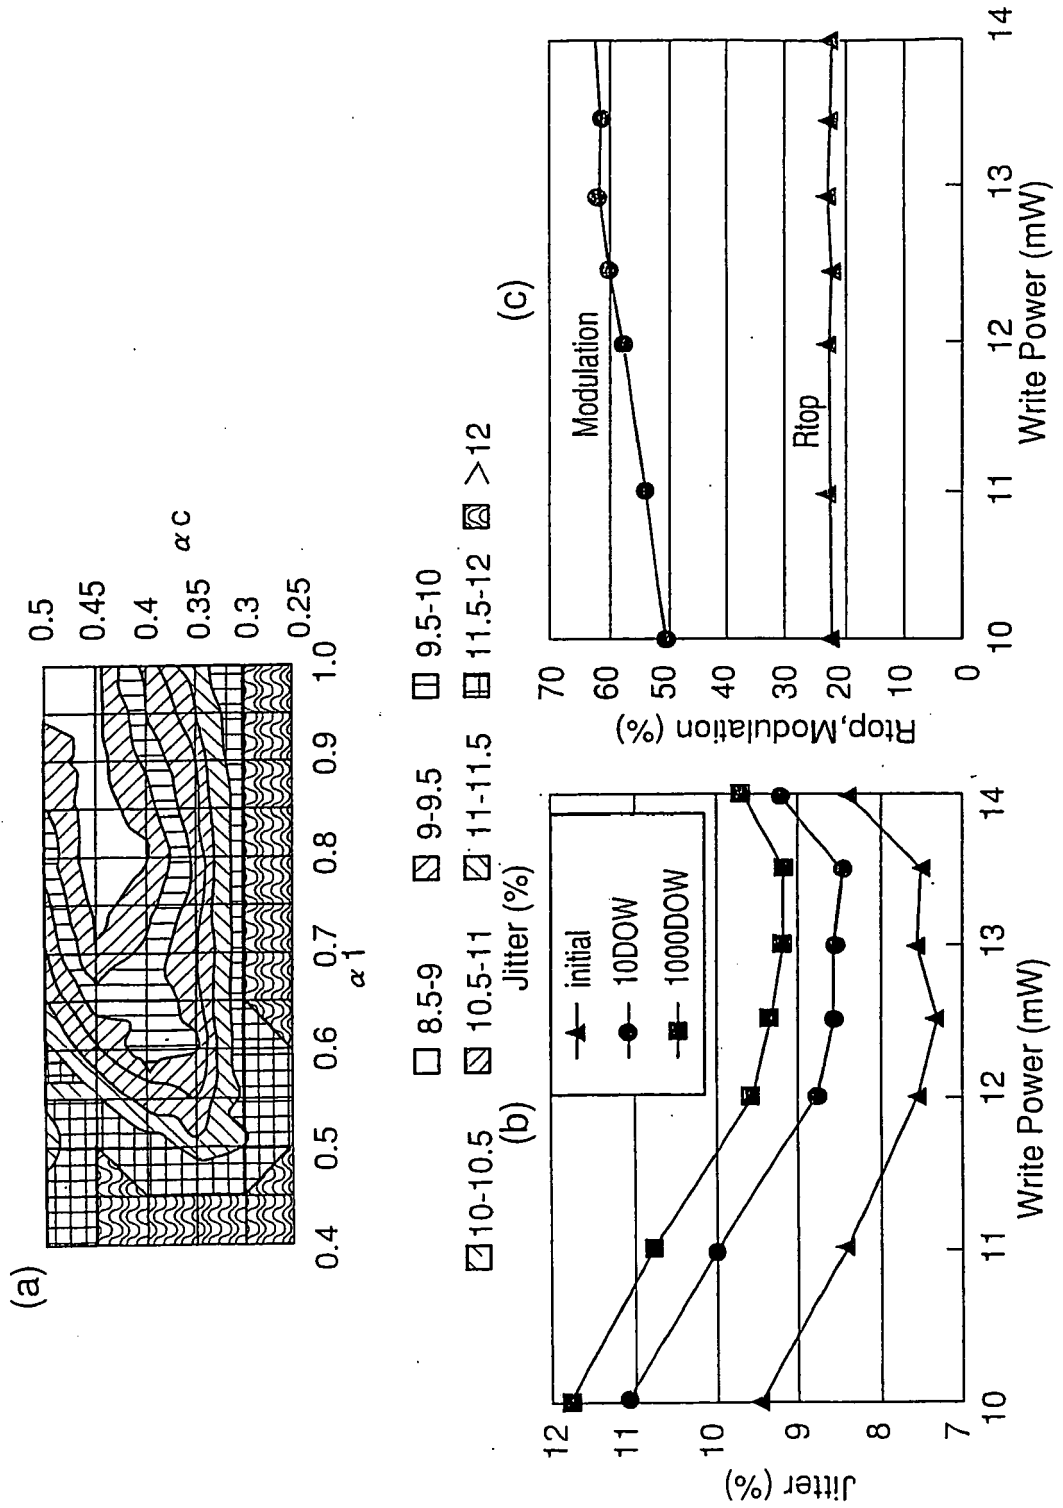 (a)
0.5
0.45
0.4
0.35
0.3
0.25
αc
0.4 0.5 0.6 0.7 0.8 0.9 1.0
α1
8.5-9 9-9.5 9.5-10
10-10.5 10.5-11 11-11.5 11.5-12 >12
Jitter (%)
(b)
12
11
10
9
8
7
Jitter (%)
initial
10DOW
1000DOW
10 11 12 13 14
Write Power (mW)
(c)
70
60
50
40
30
20
10
0
Rtop,Modulation (%)
Modulation
Rtop
10 11 12 13 14
Write Power (mW)